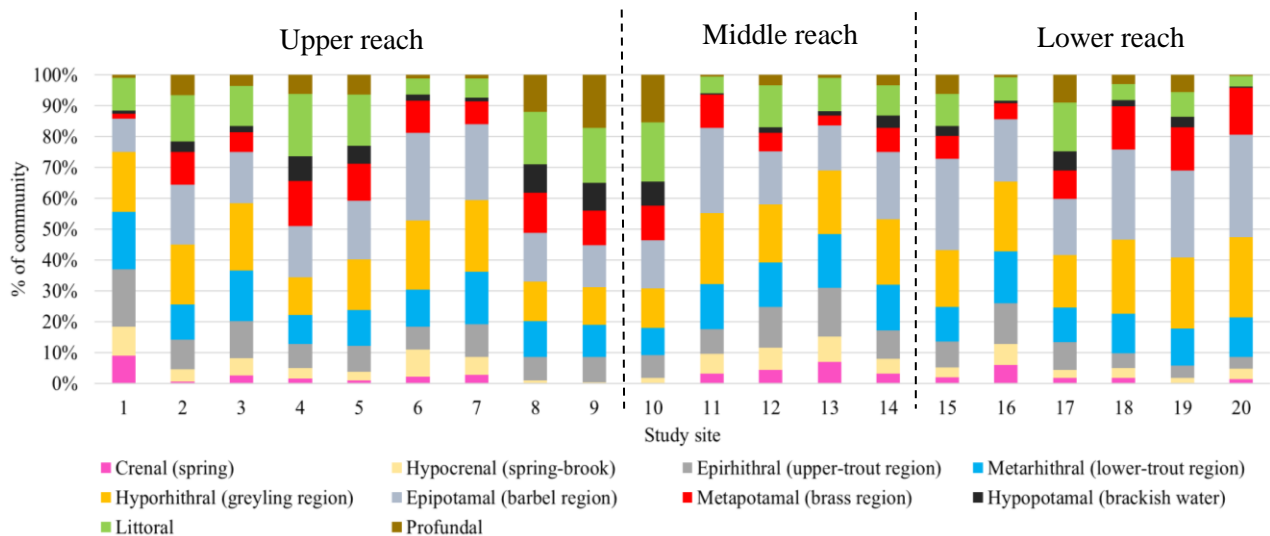 Upper reach
Middle reach
Lower reach
% of community
100%
90%
80%
70%
60%
50%
40%
30%
20%
10%
0%
1 2 3 4 5 6 7 8 9 10 11 12 13 14 15 16 17 18 19 20
Study site
Crenal (spring) Hypocrenal (spring-brook) Epirhithral (upper-trout region) Metarhithral (lower-trout region)
Hyporhithral (greyling region) Epipotamal (barbel region) Metapotamal (brass region) Hypopotamal (brackish water)
Littoral Profundal